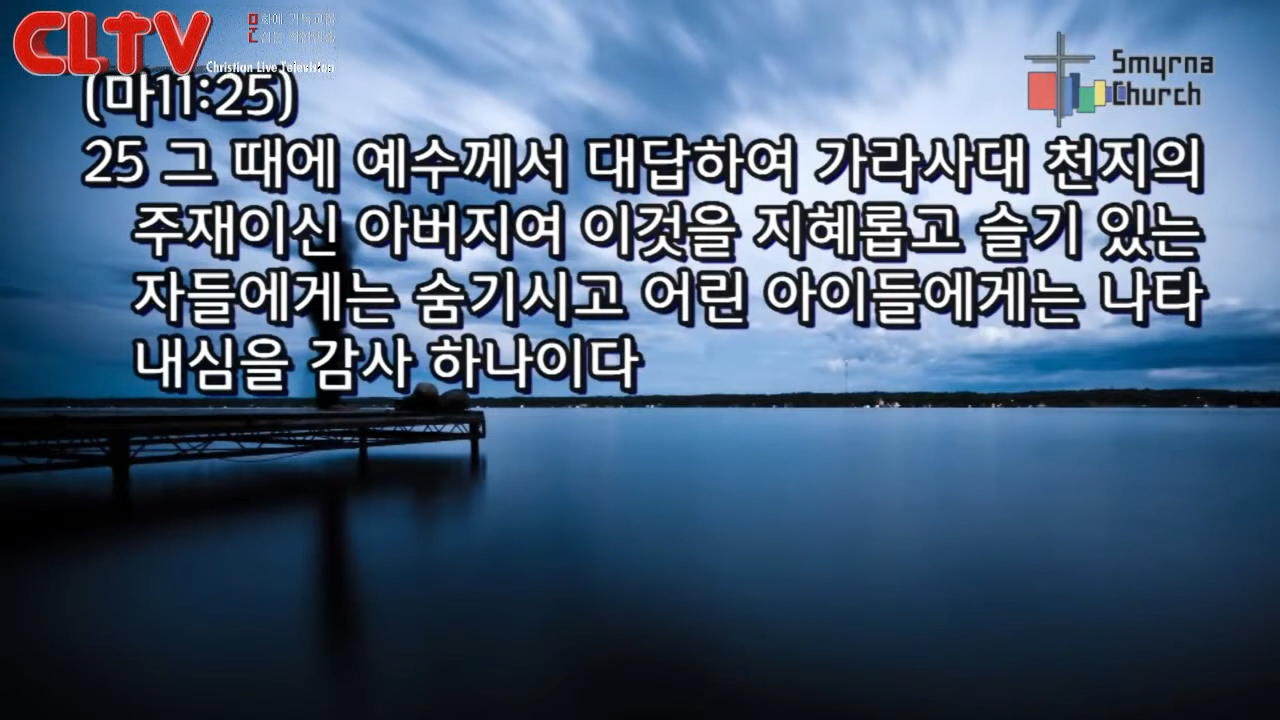 CLTV
Christian Live Television
Smyrna
Church
(마11:25)
25 그 때에 예수께서 대답하여 가라사대 천지의
주재이신 아버지여 이것을 지혜롭고 슬기 있는
자들에게는 숨기시고 어린 아이들에게는 나타
내심을 감사 하나이다